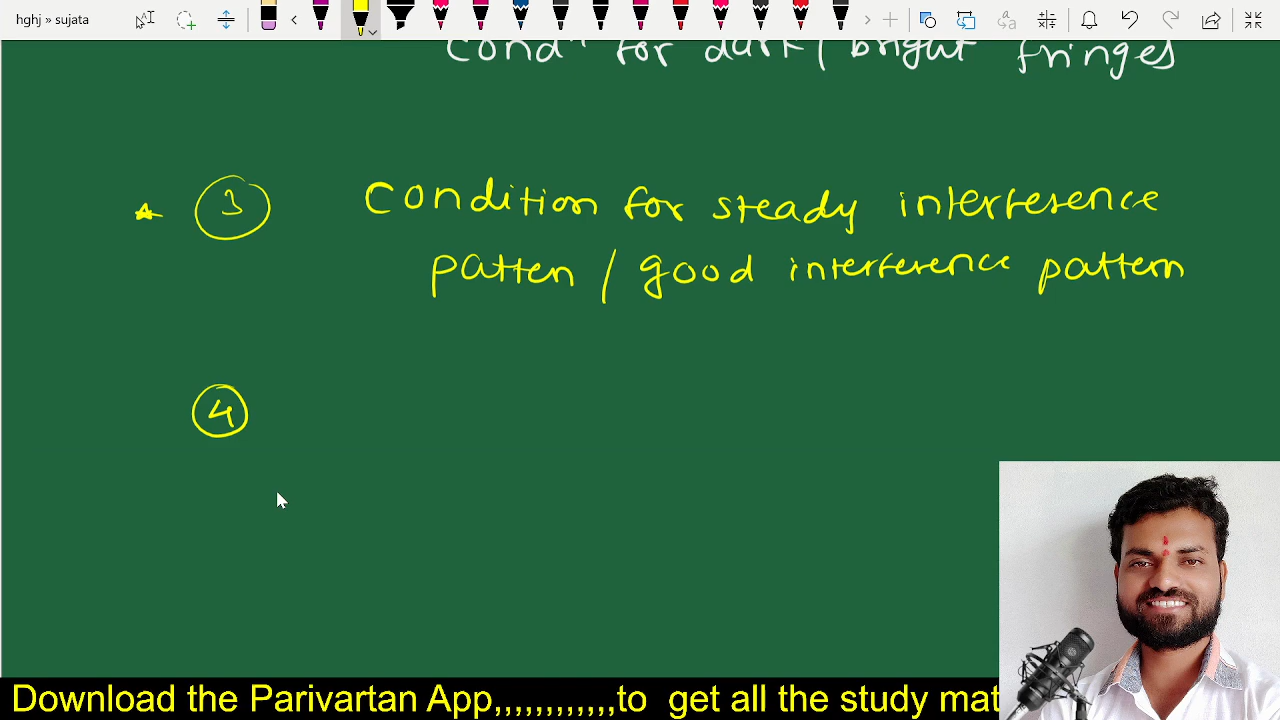 hghj » sujata
condⁿ for dark/bright fringes
3 Condition for steady interference
patten / good interference pattern
4
Download the Parivartan App,,,,,,,,,,,,to get all the study mat